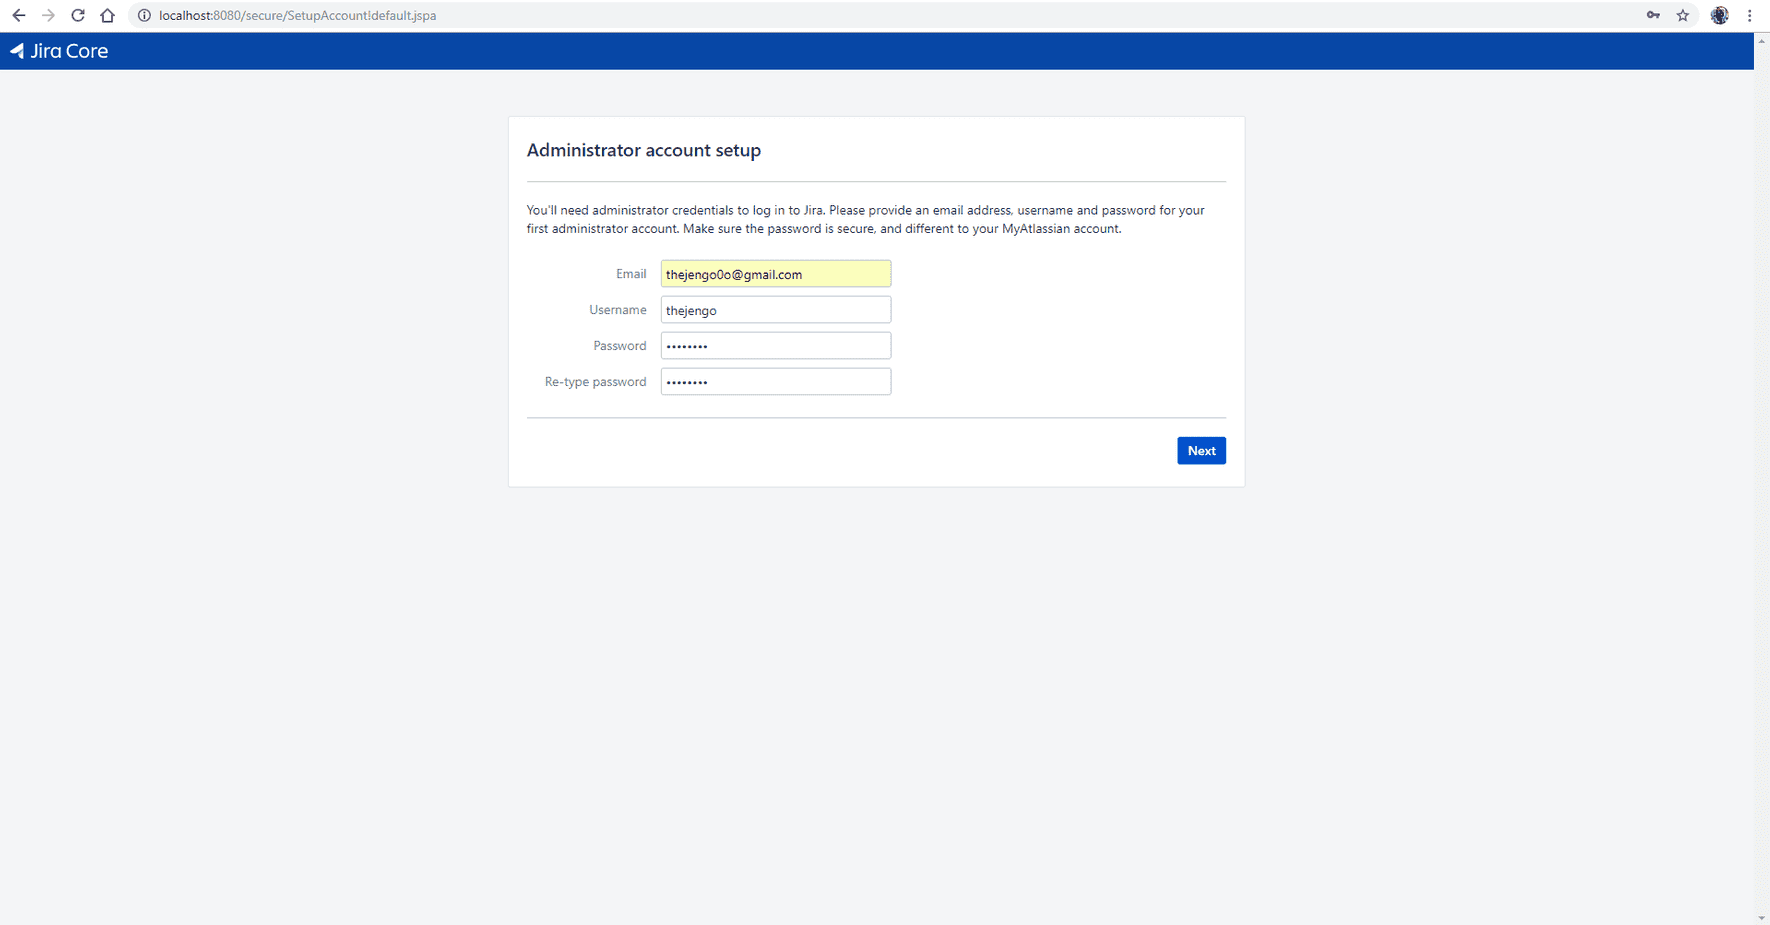 localhost:8080/secure/SetupAccount!default.jspa
Jira Core
Administrator account setup
You'll need administrator credentials to log in to Jira. Please provide an email address, username and password for your
first administrator account. Make sure the password is secure, and different to your MyAtlassian account.
Email thejengo0o@gmail.com
Username thejengo
Password ••••••••
Re-type password ••••••••
Next